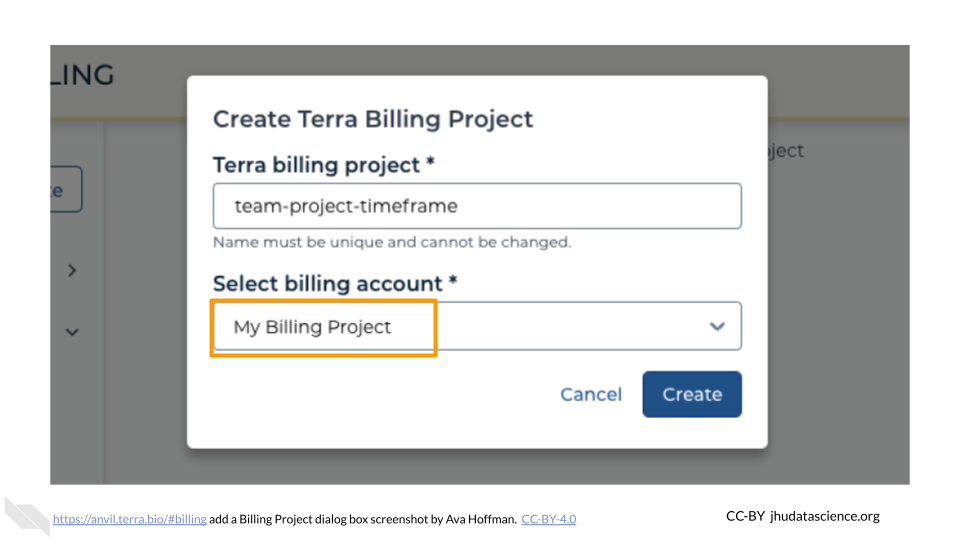 LING
Create Terra Billing Project
Terra billing project *
team-project-timeframe
Name must be unique and cannot be changed.
Select billing account *
My Billing Project
Cancel
Create
te
oject
https://anvil.terra.bio/#billing add a Billing Project dialog box screenshot by Ava Hoffman. CC-BY-4.0
CC-BY jhudatascience.org